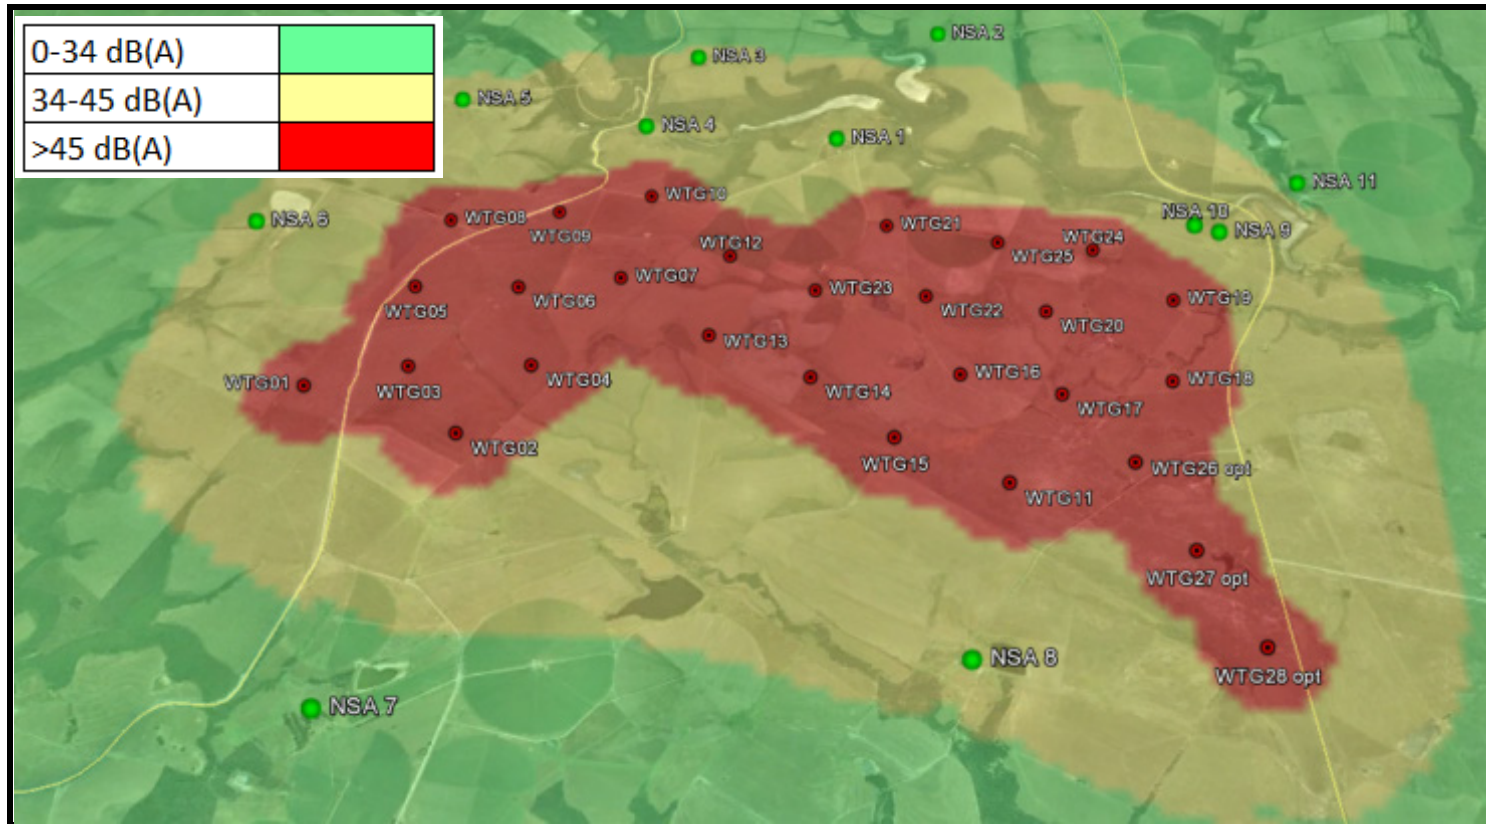 0-34 dB(A)
34-45 dB(A)
>45 dB(A)
NSA 2
NSA 3
NSA 5
NSA 4
NSA 1
NSA 11
WTG10
NSA 6
WTG08
NSA 10
WTG21
NSA 9
WTG09
WTG24
WTG12
WTG25
WTG07
WTG23
WTG06
WTG19
WTG05
WTG22
WTG20
WTG13
WTG16
WTG04
WTG18
WTG01
WTG03
WTG14
WTG17
WTG02
WTG15
WTG26 opt
WTG11
WTG27 opt
NSA 8
WTG28 opt
NSA 7